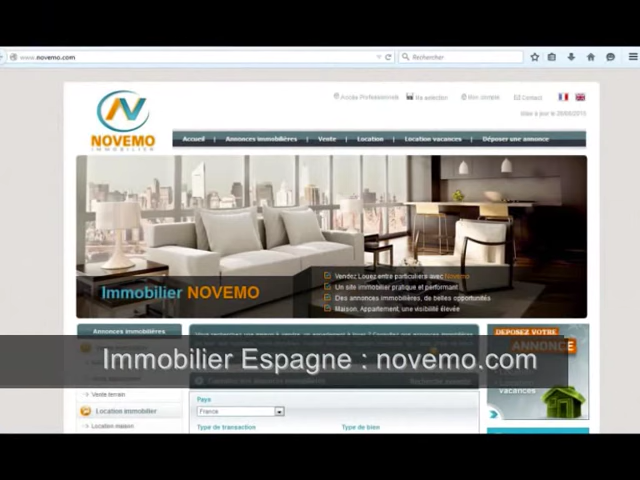 www.novemo.com
Rechercher
Accès Professionnels Ma sélection Mon compte Contact
NOVEMO
IMMOBILIER
Accueil | Annonces immobilières | Vente | Location | Location vacances | Déposer une annonce
Immobilier NOVEMO
Vendez Louez entre particuliers avec Novemo
Un site immobilier pratique et performant
Des annonces immobilières, de belles opportunités
Maison, Appartement, une visibilité élevée
Annonces immobilières
DEPOSEZ VOTRE
ANNONCE
Immobilier Espagne : novemo.com
vacances
Vente terrain
Location immobilier
Location maison
Pays
France
Type de transaction Type de bien